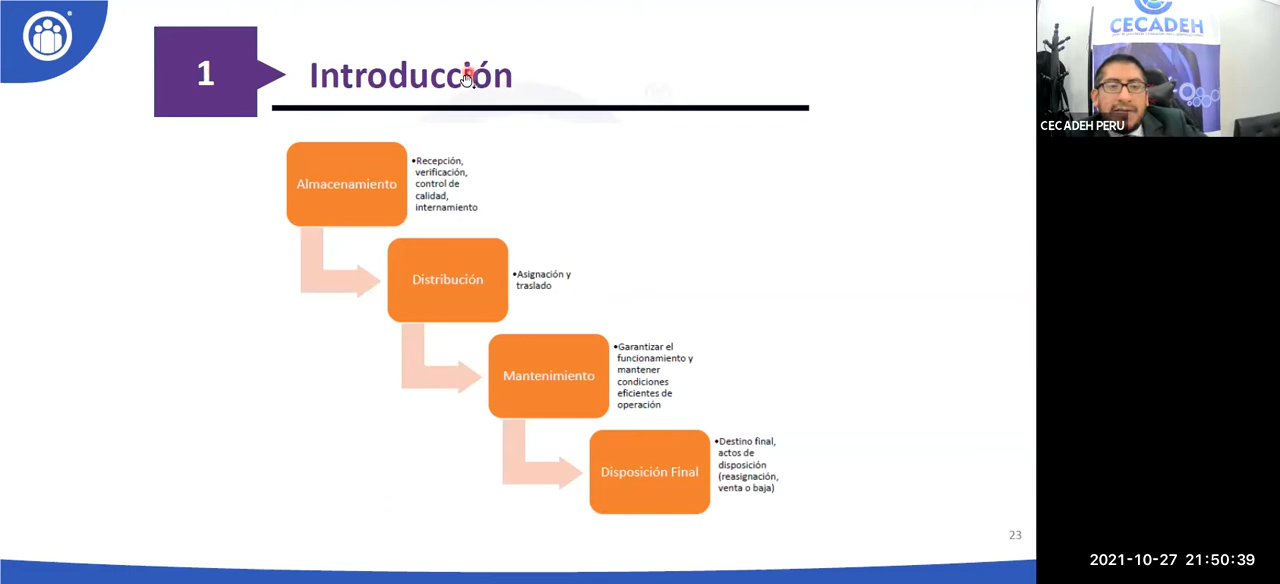 1
Introducción
Almacenamiento
•Recepción,
verificación,
control de
calidad,
internamiento
Distribución
•Asignación y
traslado
Mantenimiento
•Garantizar el
funcionamiento y
mantener
condiciones
eficientes de
operación
Disposición Final
•Destino final,
actos de
disposición
(reasignación,
venta o baja)
23
CECADEH
CECADEH PERU
2021-10-27 21:50:39